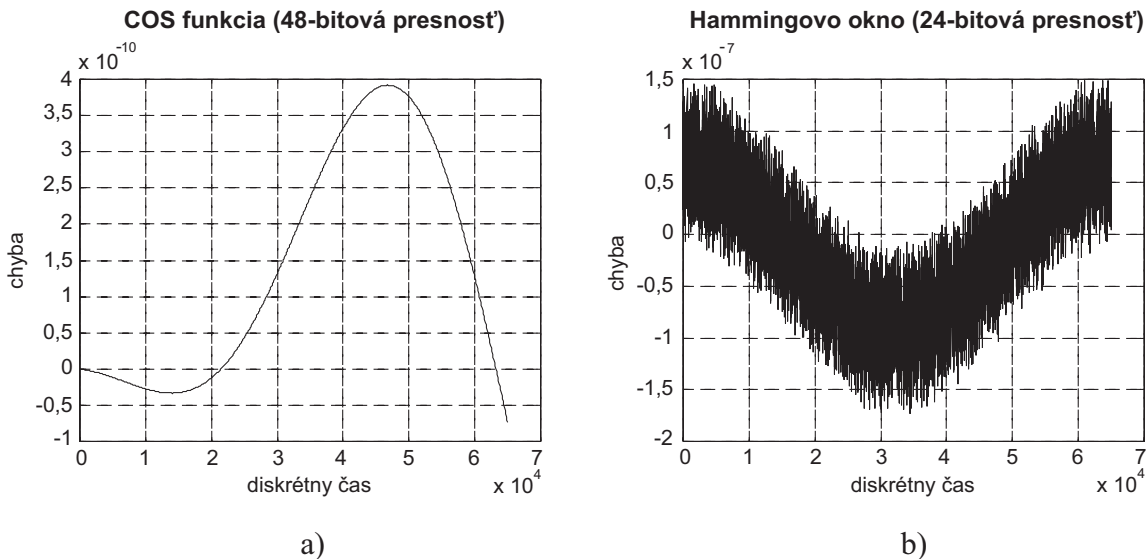 COS funkcia (48-bitová presnosť)
x 10^-10
4
3,5
3
2,5
2
1,5
1
0,5
0
-0,5
-1
chyba
0 1 2 3 4 5 6 7
diskrétny čas
x 10^4
a)
Hammingovo okno (24-bitová presnosť)
x 10^-7
1,5
1
0,5
0
-0,5
-1
-1,5
-2
chyba
0 1 2 3 4 5 6 7
diskrétny čas
x 10^4
b)